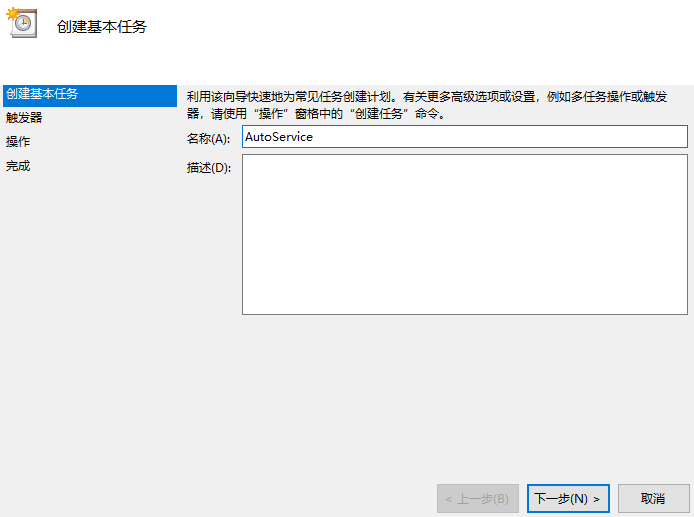 创建基本任务
创建基本任务
触发器
操作
完成
利用该向导快速地为常见任务创建计划。有关更多高级选项或设置，例如多任务操作或触发
器，请使用“操作”窗格中的“创建任务”命令。
名称(A): AutoService
描述(D):
< 上一步(B) 下一步(N) > 取消